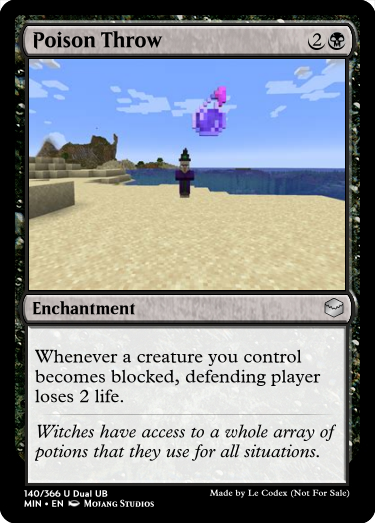 Poison Throw 2
Enchantment
Whenever a creature you control
becomes blocked, defending player
loses 2 life.
Witches have access to a whole array of
potions that they use for all situations.
140/366 U Dual UB
MIN • EN Mojang Studios
Made by Le Codex (Not For Sale)